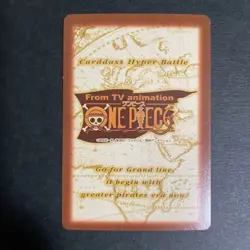 Carddass Hyper Battle
From TV animation
ワンピース
ONE PIECE
Go for Grand line
it begin with
greater pirates era now!